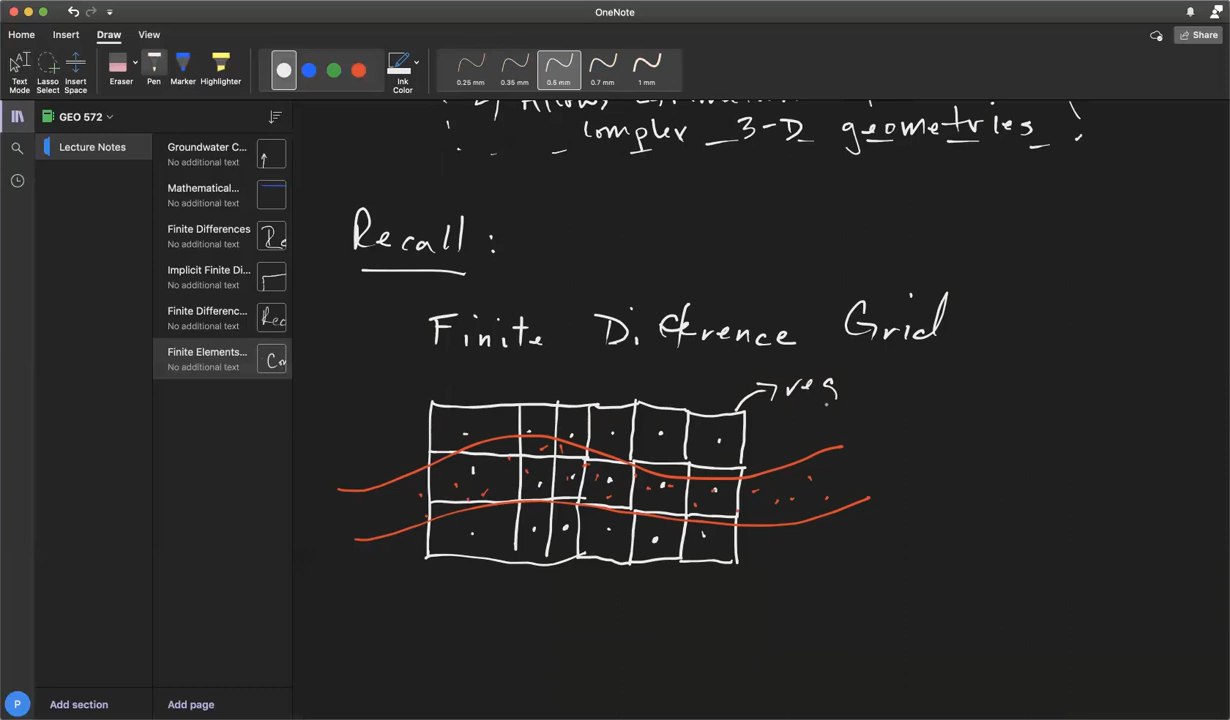 OneNote
Home Insert Draw View
Share
Text Mode
Lasso Select
Insert Space
Eraser
Pen
Marker
Highlighter
Ink Color
0.25 mm
0.35 mm
0.5 mm
0.7 mm
1 mm
GEO 572
Lecture Notes
Groundwater C...
No additional text
Mathematical...
No additional text
Finite Differences
No additional text
Implicit Finite Di...
No additional text
Finite Differenc...
No additional text
Finite Elements...
No additional text
Allows
complex 3-D geometries
Recall:
Finite Difference Grid
reg
P
Add section
Add page